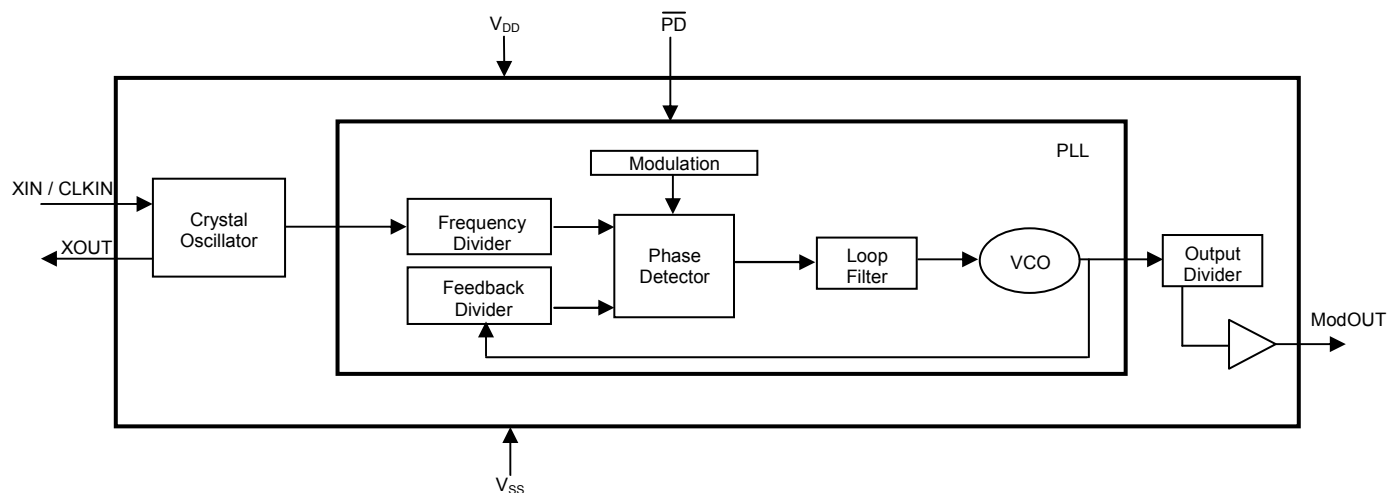 V_DD
P̅D̅
Modulation
PLL
XIN / CLKIN
Crystal
Oscillator
XOUT
Frequency
Divider
Phase
Detector
Feedback
Divider
Loop
Filter
VCO
Output
Divider
ModOUT
V_SS